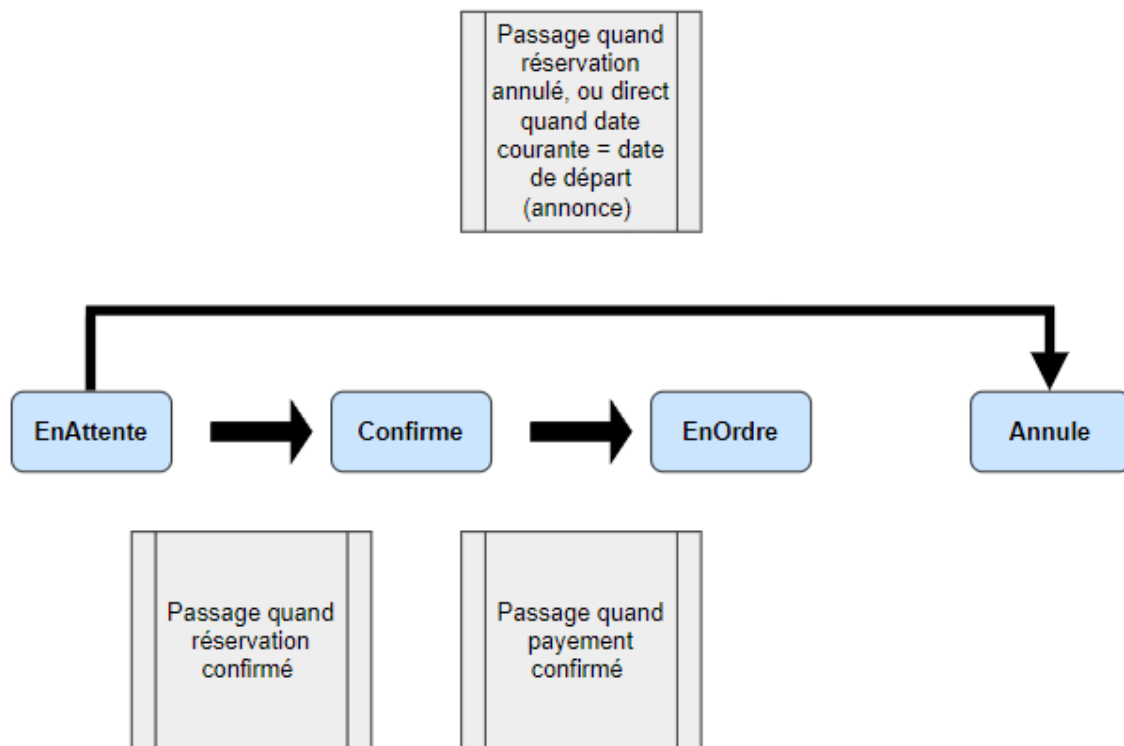 Passage quand
réservation
annulé, ou direct
quand date
courante = date
de départ
(annonce)
EnAttente
Confirme
EnOrdre
Annule
Passage quand
réservation
confirmé
Passage quand
payement
confirmé